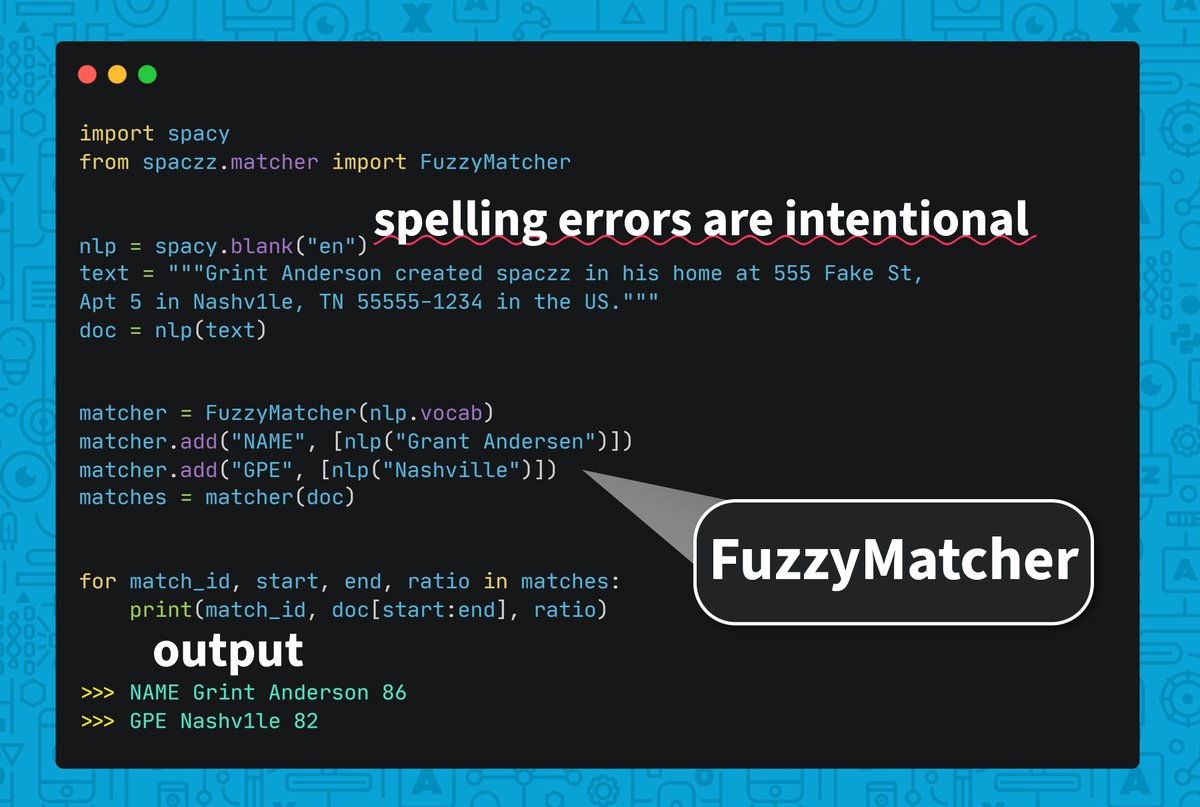 import spacy
from spaczz.matcher import FuzzyMatcher
spelling errors are intentional
nlp = spacy.blank("en")
text = """Grint Anderson created spaczz in his home at 555 Fake St,
Apt 5 in Nashv1le, TN 55555-1234 in the US."""
doc = nlp(text)
matcher = FuzzyMatcher(nlp.vocab)
matcher.add("NAME", [nlp("Grant Andersen")])
matcher.add("GPE", [nlp("Nashville")])
matches = matcher(doc)
FuzzyMatcher
for match_id, start, end, ratio in matches:
    print(match_id, doc[start:end], ratio)
output
>>> NAME Grint Anderson 86
>>> GPE Nashv1le 82